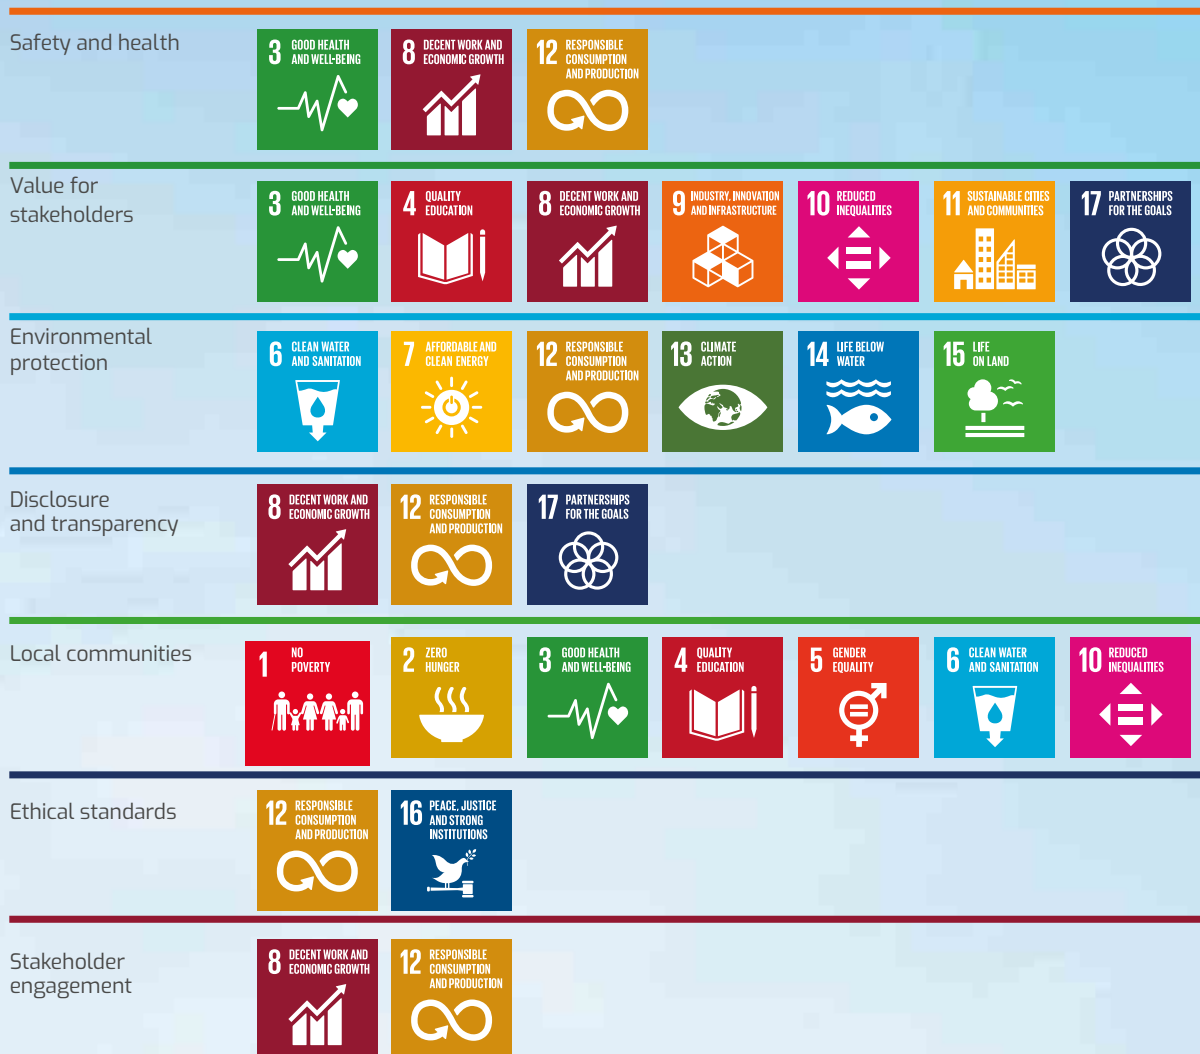 Safety and health
3 GOOD HEALTH
AND WELL-BEING
8 DECENT WORK AND
ECONOMIC GROWTH
12 RESPONSIBLE
CONSUMPTION
AND PRODUCTION
Value for
stakeholders
3 GOOD HEALTH
AND WELL-BEING
4 QUALITY
EDUCATION
8 DECENT WORK AND
ECONOMIC GROWTH
9 INDUSTRY, INNOVATION
AND INFRASTRUCTURE
10 REDUCED
INEQUALITIES
11 SUSTAINABLE CITIES
AND COMMUNITIES
17 PARTNERSHIPS
FOR THE GOALS
Environmental
protection
6 CLEAN WATER
AND SANITATION
7 AFFORDABLE AND
CLEAN ENERGY
12 RESPONSIBLE
CONSUMPTION
AND PRODUCTION
13 CLIMATE
ACTION
14 LIFE BELOW
WATER
15 LIFE
ON LAND
Disclosure
and transparency
8 DECENT WORK AND
ECONOMIC GROWTH
12 RESPONSIBLE
CONSUMPTION
AND PRODUCTION
17 PARTNERSHIPS
FOR THE GOALS
Local communities
1 NO
POVERTY
2 ZERO
HUNGER
3 GOOD HEALTH
AND WELL-BEING
4 QUALITY
EDUCATION
5 GENDER
EQUALITY
6 CLEAN WATER
AND SANITATION
10 REDUCED
INEQUALITIES
Ethical standards
12 RESPONSIBLE
CONSUMPTION
AND PRODUCTION
16 PEACE, JUSTICE
AND STRONG
INSTITUTIONS
Stakeholder
engagement
8 DECENT WORK AND
ECONOMIC GROWTH
12 RESPONSIBLE
CONSUMPTION
AND PRODUCTION